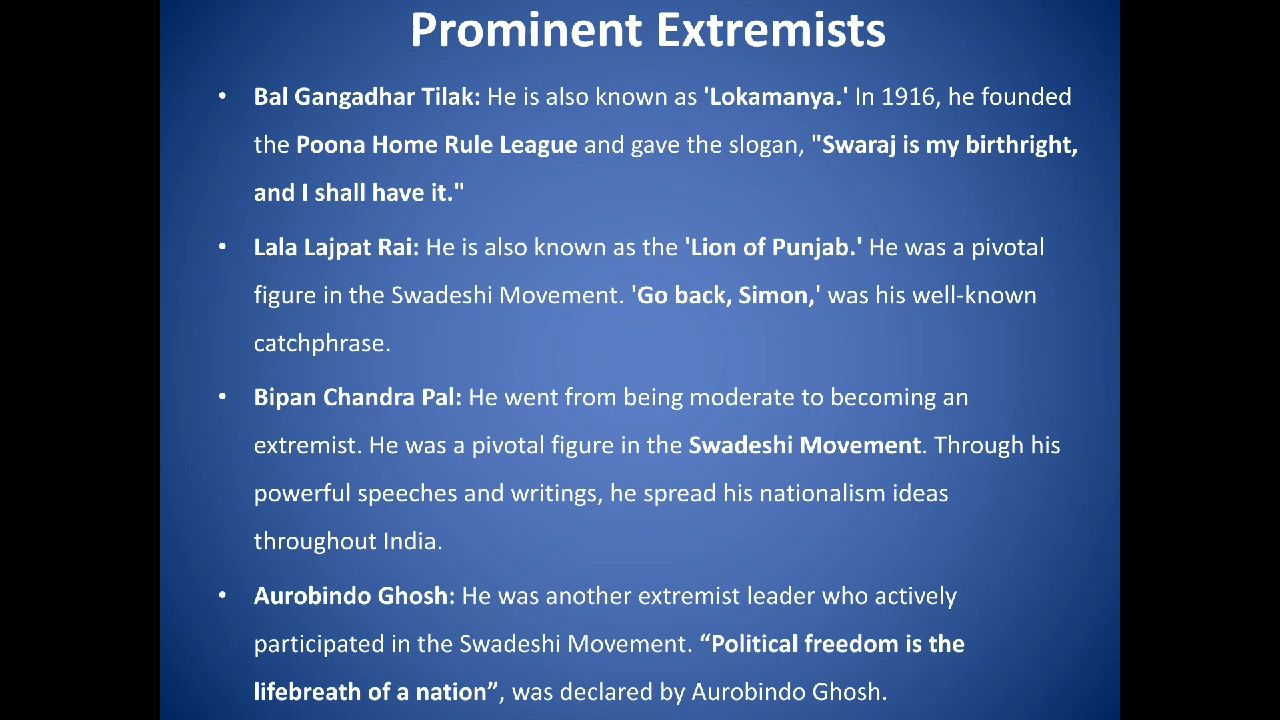 Prominent Extremists
• Bal Gangadhar Tilak: He is also known as 'Lokamanya.' In 1916, he founded
the Poona Home Rule League and gave the slogan, "Swaraj is my birthright,
and I shall have it."
• Lala Lajpat Rai: He is also known as the 'Lion of Punjab.' He was a pivotal
figure in the Swadeshi Movement. 'Go back, Simon,' was his well-known
catchphrase.
• Bipan Chandra Pal: He went from being moderate to becoming an
extremist. He was a pivotal figure in the Swadeshi Movement. Through his
powerful speeches and writings, he spread his nationalism ideas
throughout India.
• Aurobindo Ghosh: He was another extremist leader who actively
participated in the Swadeshi Movement. “Political freedom is the
lifebreath of a nation”, was declared by Aurobindo Ghosh.